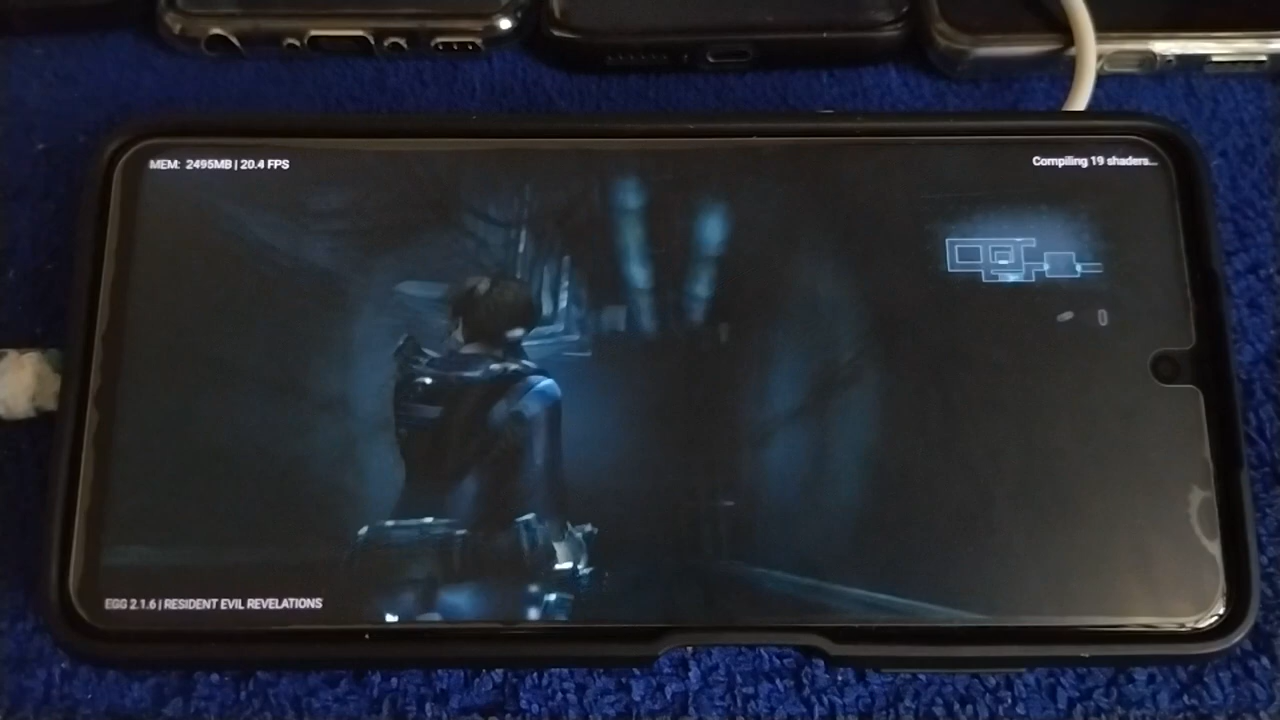 MEM: 2495MB | 20.4 FPS
Compiling 19 shaders...
EGG 2.1.6 | RESIDENT EVIL REVELATIONS